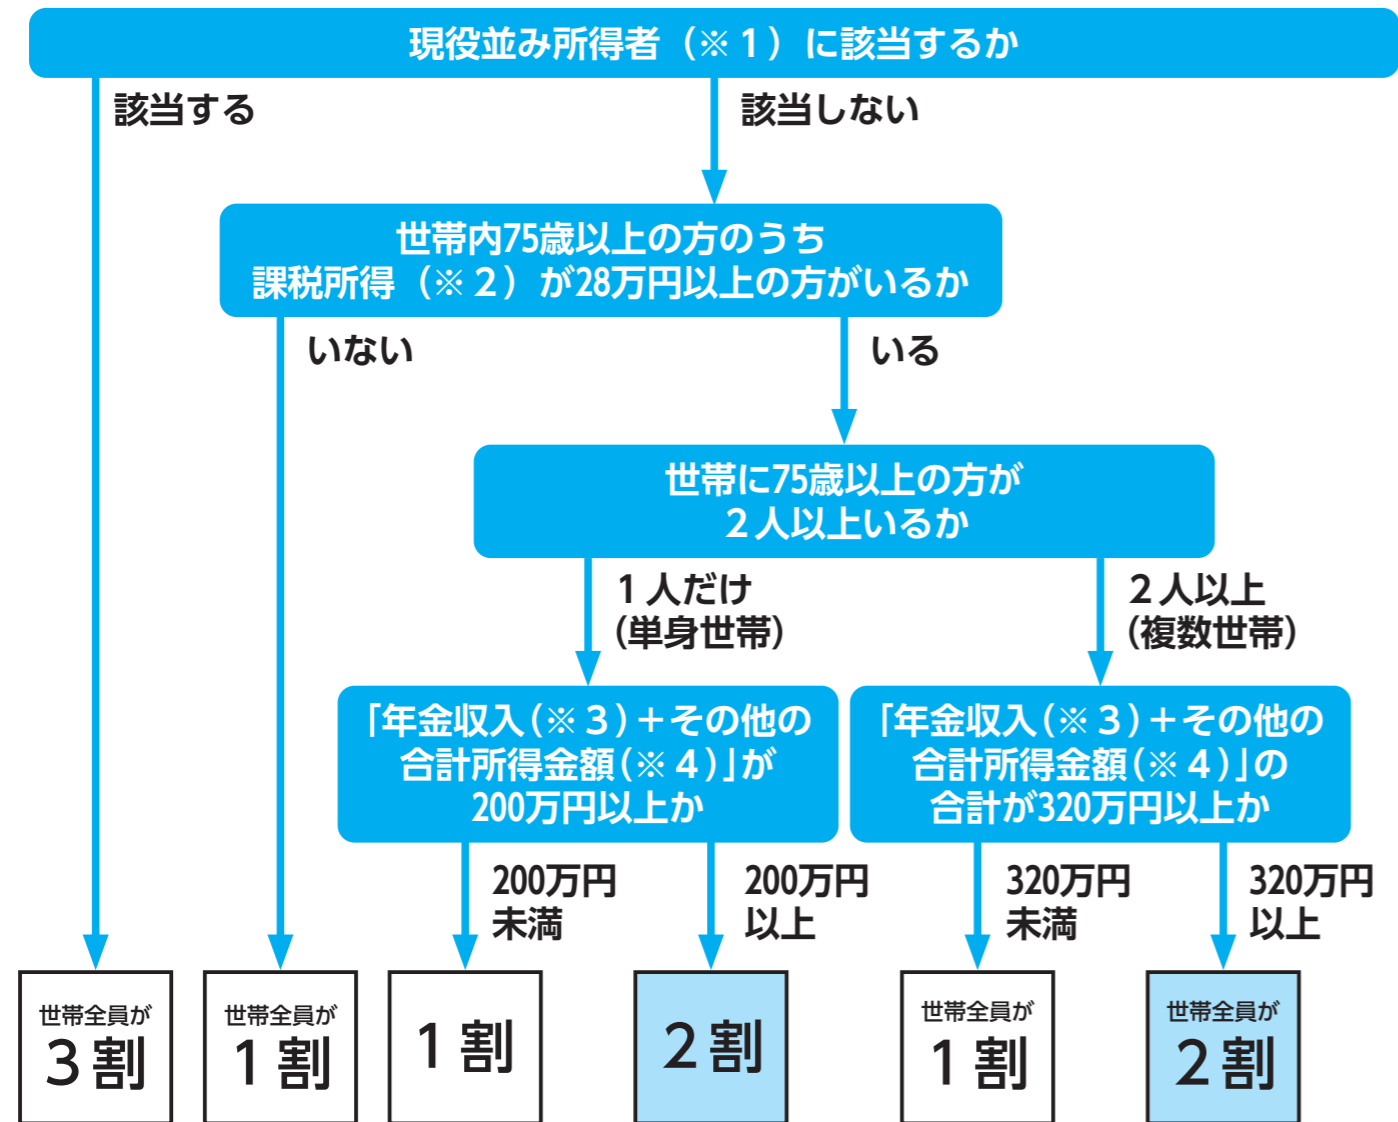 現役並み所得者（※１）に該当するか
該当する
該当しない
世帯内75歳以上の方のうち
課税所得（※２）が28万円以上の方がいるか
いない
いる
世帯に75歳以上の方が
２人以上いるか
１人だけ
（単身世帯）
２人以上
（複数世帯）
「年金収入（※３）＋その他の
合計所得金額（※４）」が
200万円以上か
「年金収入（※３）＋その他の
合計所得金額（※４）」の
合計が320万円以上か
200万円
未満
200万円
以上
320万円
未満
320万円
以上
世帯全員が
３割
世帯全員が
１割
１割
２割
世帯全員が
１割
世帯全員が
２割